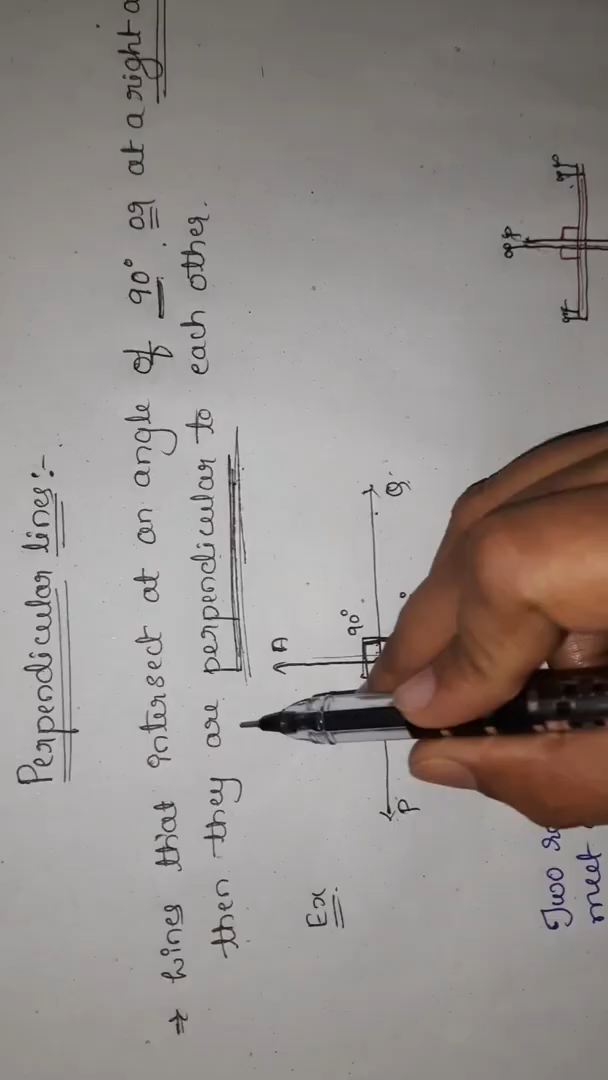 Perpendicular lines:-
⇒ Lines that intersect at an angle of 90° or at a right a
then they are perpendicular to each other.
Ex
A
90°
P
Q
Two
meet